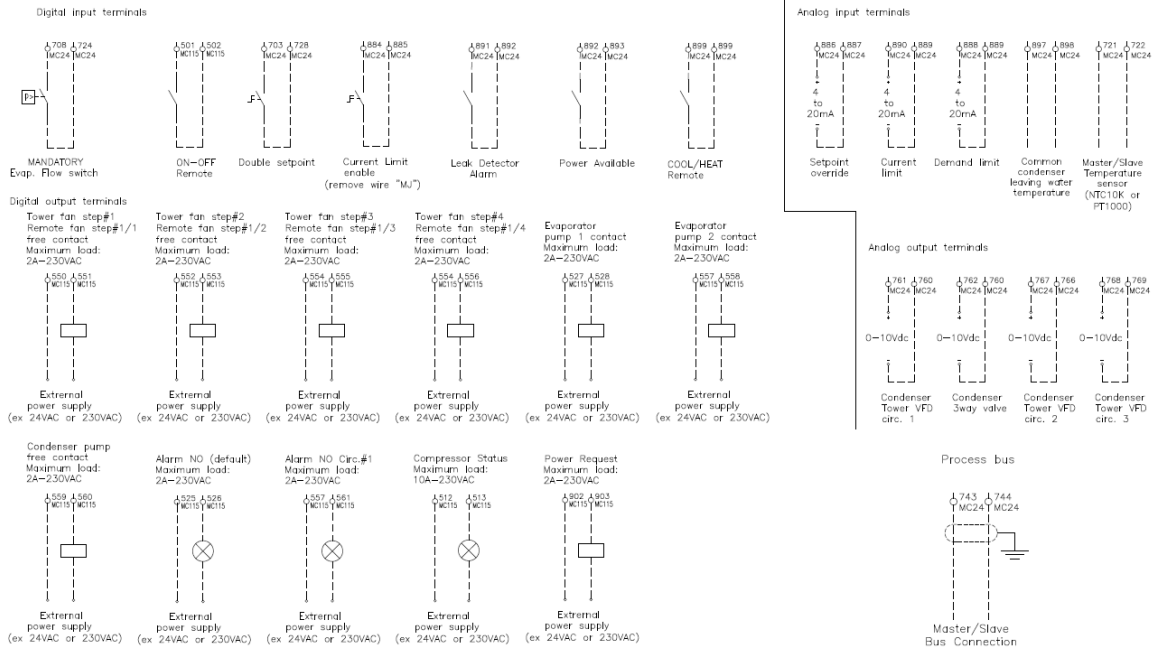 Digital input terminals
708 724
MC24 MC24
P>
MANDATORY
Evap. Flow switch
501 502
MC115 MC115
ON-OFF
Remote
703 728
MC24 MC24
Double setpoint
884 885
MC24 MC24
Current Limit
enable
(remove wire "MJ")
891 892
MC24 MC24
Leak Detector
Alarm
892 893
MC24 MC24
Power Available
899 899
MC24 MC24
COOL/HEAT
Remote
Analog input terminals
886 887
MC24 MC24
+
4
to
20mA
-
Setpoint
override
890 889
MC24 MC24
+
4
to
20mA
-
Current
limit
888 889
MC24 MC24
+
4
to
20mA
-
Demand limit
897 898
MC24 MC24
Common
condenser
leaving water
temperature
721 722
MC24 MC24
Master/Slave
Temperature
sensor
(NTC10K or
PT1000)
Digital output terminals
Tower fan step#1
Remote fan step#1/1
free contact
Maximum load:
2A-230VAC
550 551
MC115 MC115
Extrernal
power supply
(ex 24VAC or 230VAC)
Tower fan step#2
Remote fan step#1/2
free contact
Maximum load:
2A-230VAC
552 553
MC115 MC115
Extrernal
power supply
(ex 24VAC or 230VAC)
Tower fan step#3
Remote fan step#1/3
free contact
Maximum load:
2A-230VAC
554 555
MC115 MC115
Extrernal
power supply
(ex 24VAC or 230VAC)
Tower fan step#4
Remote fan step#1/4
free contact
Maximum load:
2A-230VAC
554 556
MC115 MC115
Extrernal
power supply
(ex 24VAC or 230VAC)
Evaporator
pump 1 contact
Maximum load:
2A-230VAC
527 528
MC115 MC115
Extrernal
power supply
(ex 24VAC or 230VAC)
Evaporator
pump 2 contact
Maximum load:
2A-230VAC
557 558
MC115 MC115
Extrernal
power supply
(ex 24VAC or 230VAC)
Analog output terminals
761 760
MC24 MC24
+
0-10Vdc
-
Condenser
Tower VFD
circ. 1
762 760
MC24 MC24
+
0-10Vdc
-
Condenser
3way valve
767 766
MC24 MC24
+
0-10Vdc
-
Condenser
Tower VFD
circ. 2
768 769
MC24 MC24
+
0-10Vdc
-
Condenser
Tower VFD
circ. 3
Condenser pump
free contact
Maximum load:
2A-230VAC
559 560
MC115 MC115
Extrernal
power supply
(ex 24VAC or 230VAC)
Alarm NO (default)
Maximum load:
2A-230VAC
525 526
MC115 MC115
Extrernal
power supply
(ex 24VAC or 230VAC)
Alarm NO Circ.#1
Maximum load:
2A-230VAC
557 561
MC115 MC115
Extrernal
power supply
(ex 24VAC or 230VAC)
Compressor Status
Maximum load:
10A-230VAC
512 513
MC115 MC115
Extrernal
power supply
(ex 24VAC or 230VAC)
Power Request
Maximum load:
2A-230VAC
902 903
MC115 MC115
Extrernal
power supply
(ex 24VAC or 230VAC)
Process bus
743 744
MC24 MC24
Master/Slave
Bus Connection